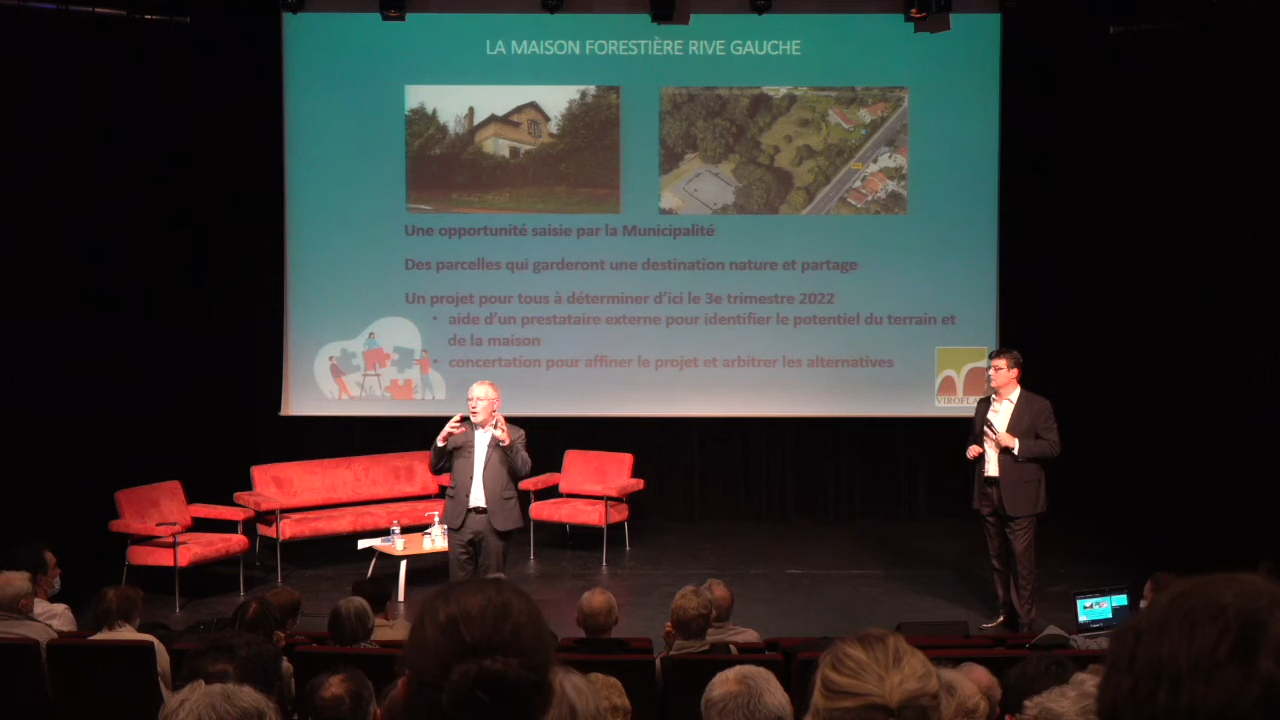 LA MAISON FORESTIÈRE RIVE GAUCHE
Une opportunité saisie par la Municipalité
Des parcelles qui garderont une destination nature et partage
Un projet pour tous à déterminer d'ici le 3e trimestre 2022
• aide d'un prestataire externe pour identifier le potentiel du terrain et
de la maison
• concertation pour affiner le projet et arbitrer les alternatives